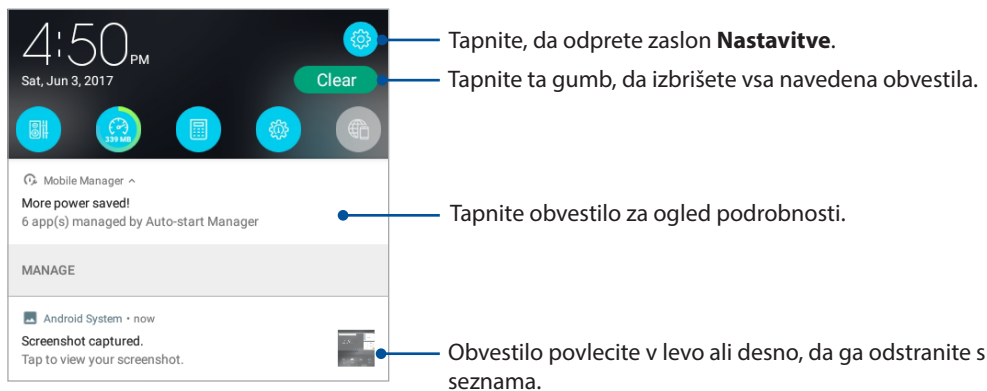 4:50 PM
Sat, Jun 3, 2017
Clear
339 MB
Mobile Manager
More power saved!
6 app(s) managed by Auto-start Manager
MANAGE
Android System • now
Screenshot captured.
Tap to view your screenshot.
Tapnite, da odprete zaslon Nastavitve.
Tapnite ta gumb, da izbrišete vsa navedena obvestila.
Tapnite obvestilo za ogled podrobnosti.
Obvestilo povlecite v levo ali desno, da ga odstranite s
seznama.